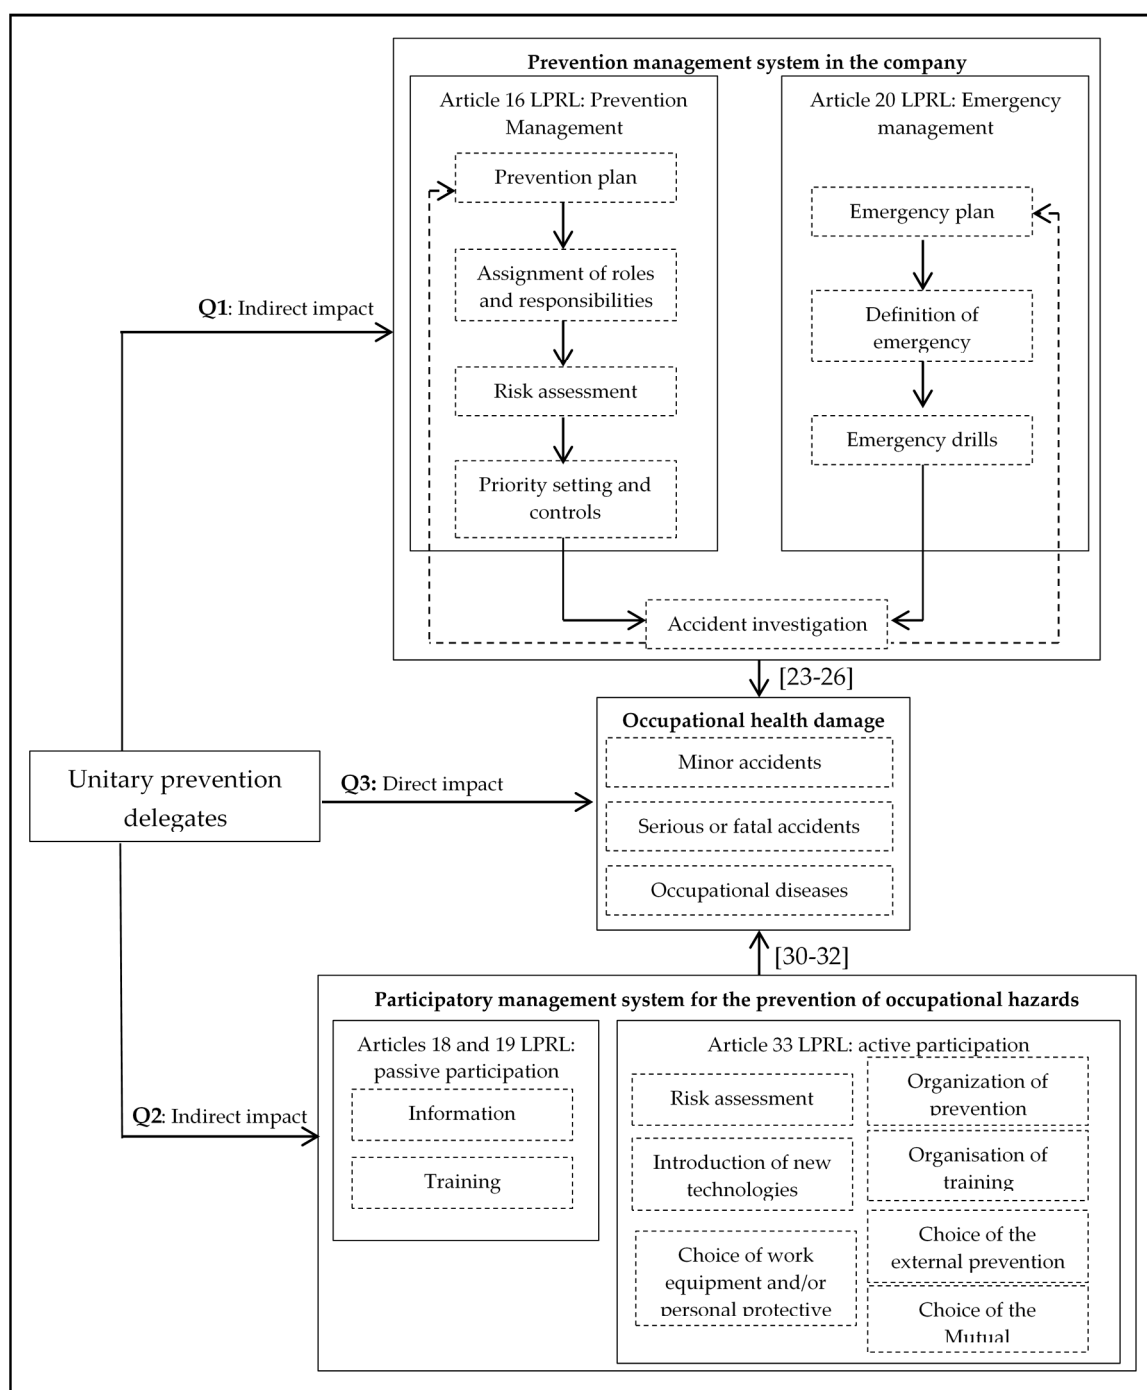 Prevention management system in the company
Article 16 LPRL: Prevention
Management
Prevention plan
Assignment of roles
and responsibilities
Risk assessment
Priority setting and
controls
Article 20 LPRL: Emergency
management
Emergency plan
Definition of
emergency
Emergency drills
Accident investigation
Q1: Indirect impact
[23-26]
Occupational health damage
Minor accidents
Serious or fatal accidents
Occupational diseases
Unitary prevention
delegates
Q3: Direct impact
[30-32]
Q2: Indirect impact
Participatory management system for the prevention of occupational hazards
Articles 18 and 19 LPRL:
passive participation
Information
Training
Article 33 LPRL: active participation
Risk assessment
Introduction of new
technologies
Choice of work
equipment and/or
personal protective
Organization of
prevention
Organisation of
training
Choice of the
external prevention
Choice of the
Mutual